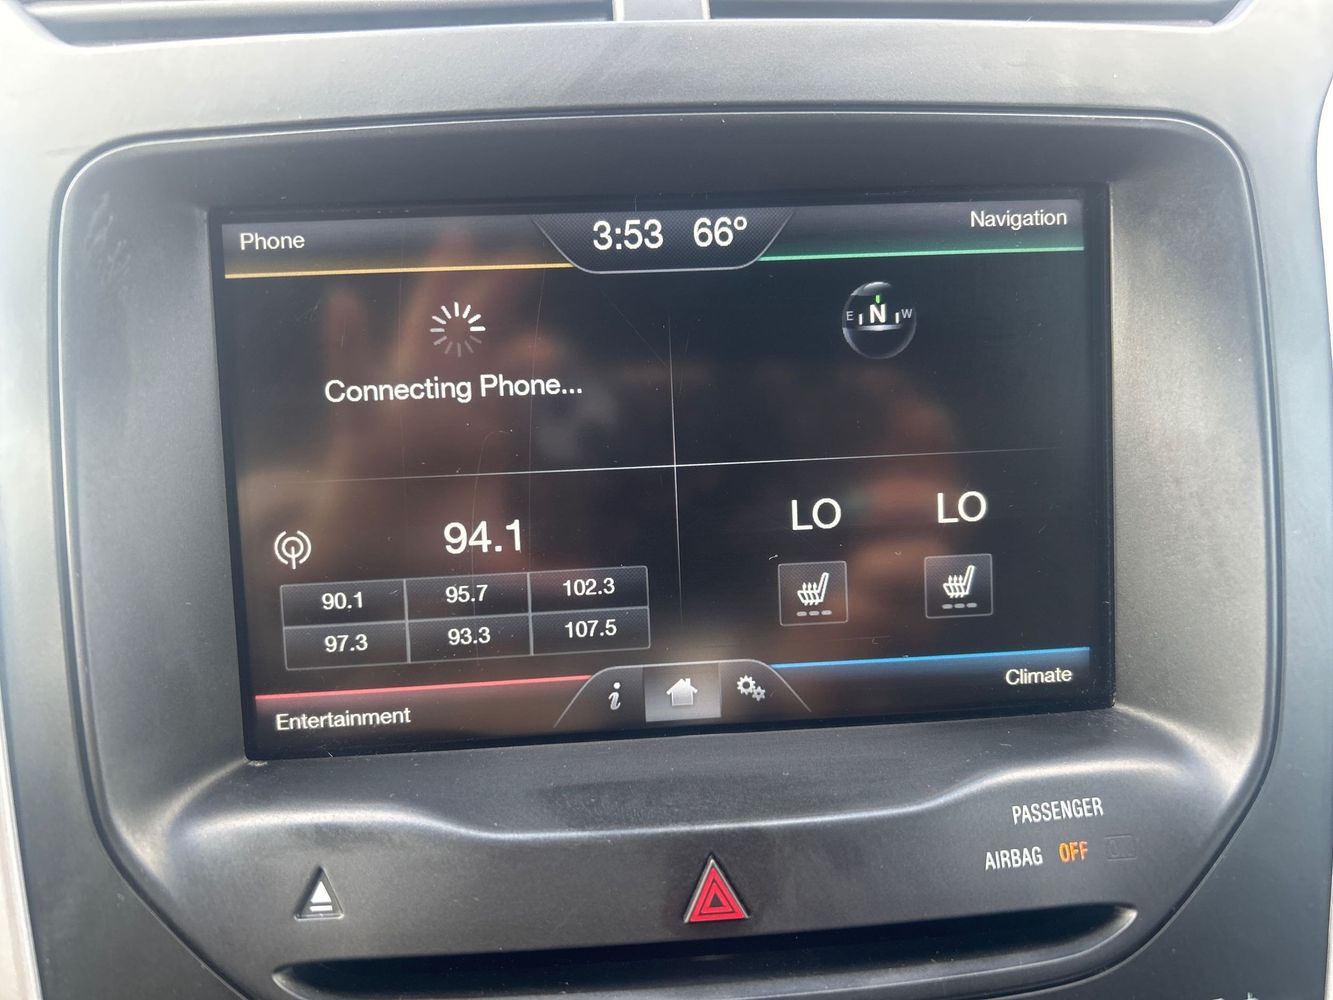 Phone
3:53 66°
Navigation
E N W
Connecting Phone...
94.1
90.1 95.7 102.3
97.3 93.3 107.5
LO LO
i
Entertainment
Climate
PASSENGER
AIRBAG OFF